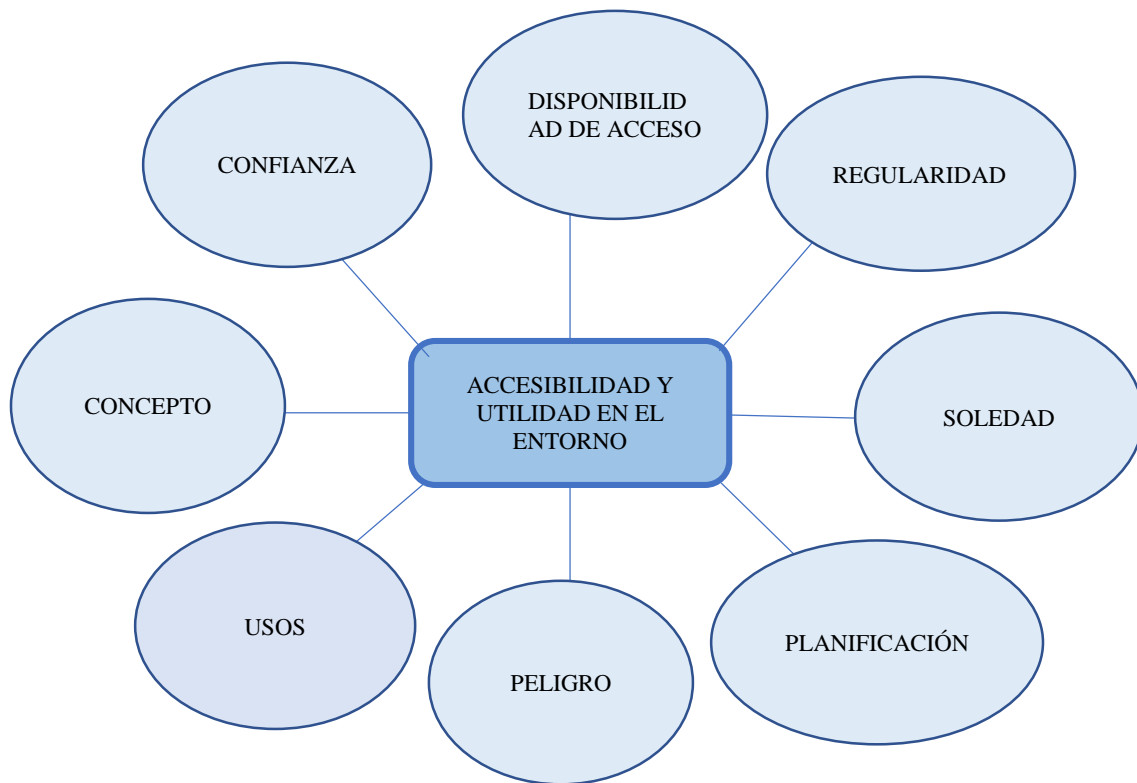 DISPONIBILID
AD DE ACCESO
CONFIANZA
REGULARIDAD
ACCESIBILIDAD Y
UTILIDAD EN EL
ENTORNO
CONCEPTO
SOLEDAD
USOS
PLANIFICACIÓN
PELIGRO